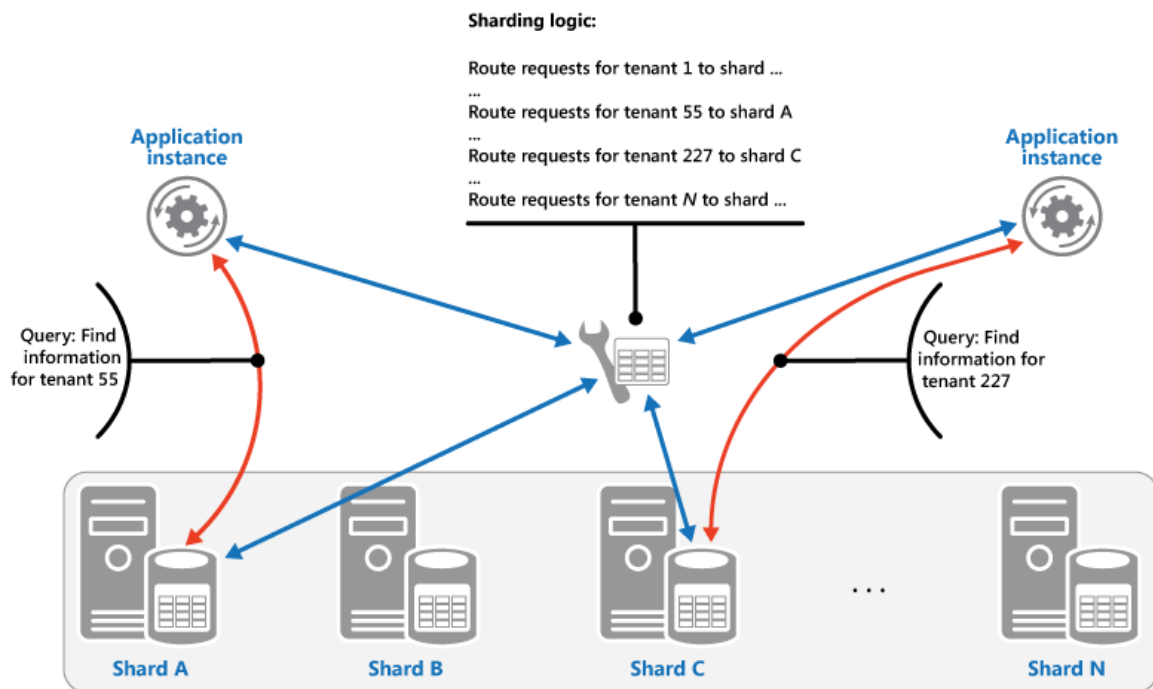 Sharding logic:
Route requests for tenant 1 to shard ...
...
Route requests for tenant 55 to shard A
...
Route requests for tenant 227 to shard C
...
Route requests for tenant N to shard ...
Application
instance
Application
instance
Query: Find
information
for tenant 55
Query: Find
information for
tenant 227
...
Shard A
Shard B
Shard C
Shard N